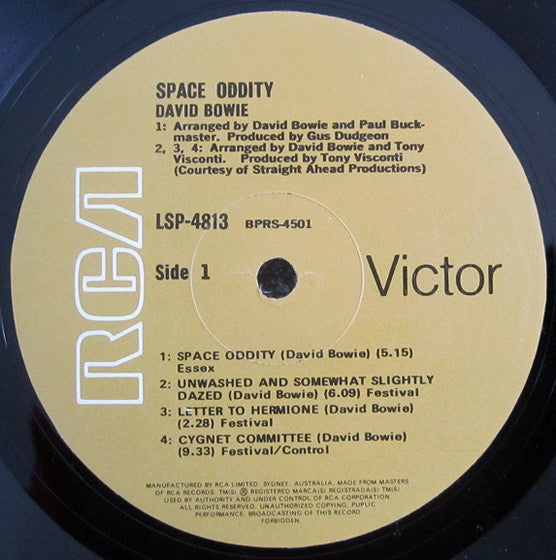 SPACE ODDITY
DAVID BOWIE
1: Arranged by David Bowie and Paul Buck-
master. Produced by Gus Dudgeon
2, 3, 4: Arranged by David Bowie and Tony
Visconti. Produced by Tony Visconti
(Courtesy of Straight Ahead Productions)
LSP-4813 BPRS-4501
Side 1
RCA
Victor
1: SPACE ODDITY (David Bowie) (5.15)
Essex
2: UNWASHED AND SOMEWHAT SLIGHTLY
DAZED (David Bowie) (6.09) Festival
3: LETTER TO HERMIONE (David Bowie)
(2.28) Festival
4: CYGNET COMMITTEE (David Bowie)
(9.33) Festival/Control
MANUFACTURED BY RCA LIMITED. SYDNEY. AUSTRALIA. MADE FROM MASTERS
OF RCA RECORDS. TM(S) ® REGISTERED MARCA(S) REGISTRADA(S) TM(S)
USED BY AUTHORITY AND UNDER CONTROL OF RCA CORPORATION
ALL RIGHTS RESERVED. UNAUTHORIZED COPYING, PUPLIC
PERFORMANCE, BROADCASTING OF THIS RECORD
FORBIDDEN